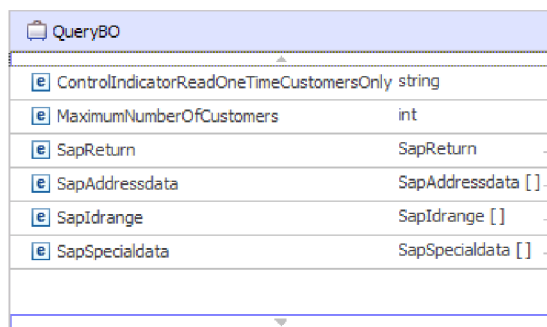 QueryBO
e ControlIndicatorReadOneTimeCustomersOnly string
e MaximumNumberOfCustomers int
e SapReturn SapReturn
e SapAddressdata SapAddressdata []
e SapIdrange SapIdrange []
e SapSpecialdata SapSpecialdata []